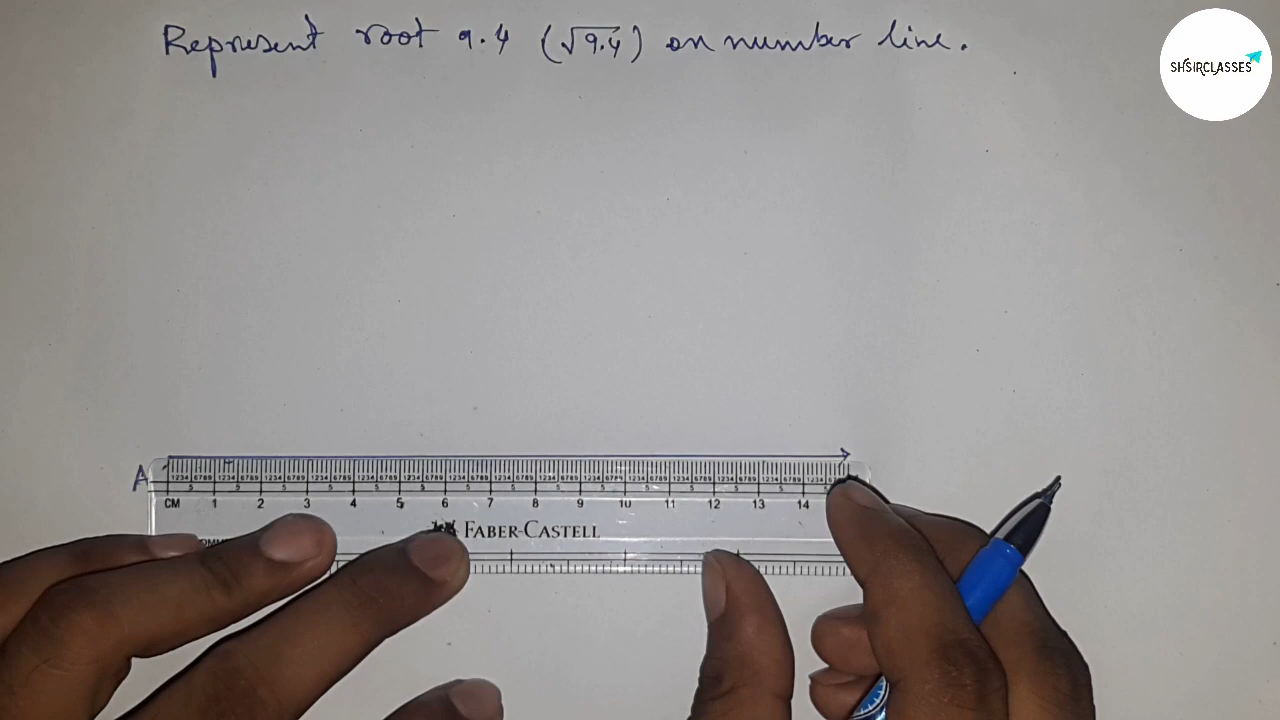 Represent root 9.4 (√9.4) on number line.
SHSIRCLASSES
A
CM 1 2 3 4 5 6 7 8 9 10 11 12 13 14
FABER-CASTELL